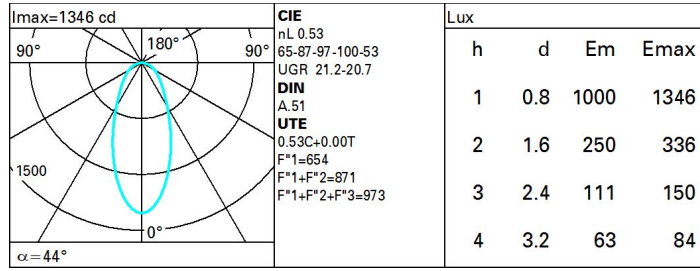 Imax=1346 cd
90° 180° 90°
1500
0°
α=44°
CIE
nL 0.53
65-87-97-100-53
UGR 21.2-20.7
DIN
A.51
UTE
0.53C+0.00T
F"1=654
F"1+F"2=871
F"1+F"2+F"3=973
Lux
h d Em Emax
1 0.8 1000 1346
2 1.6 250 336
3 2.4 111 150
4 3.2 63 84